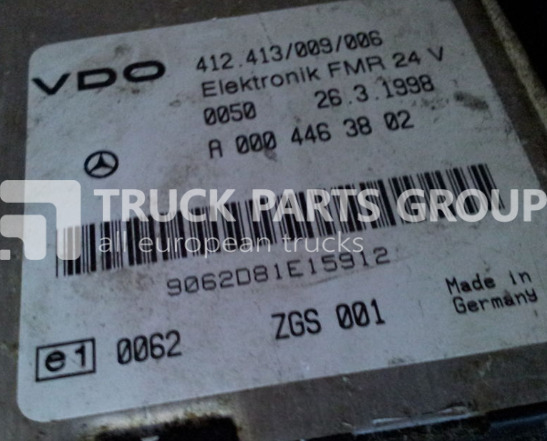 VDO 412.413/009/006
Elektronik FMR 24 V
0050 26.3.1998
A 000 446 38 02
TRUCK PARTS GROUP
all european trucks
9062D81E15912
e1 0062 ZGS 001 Made in
Germany